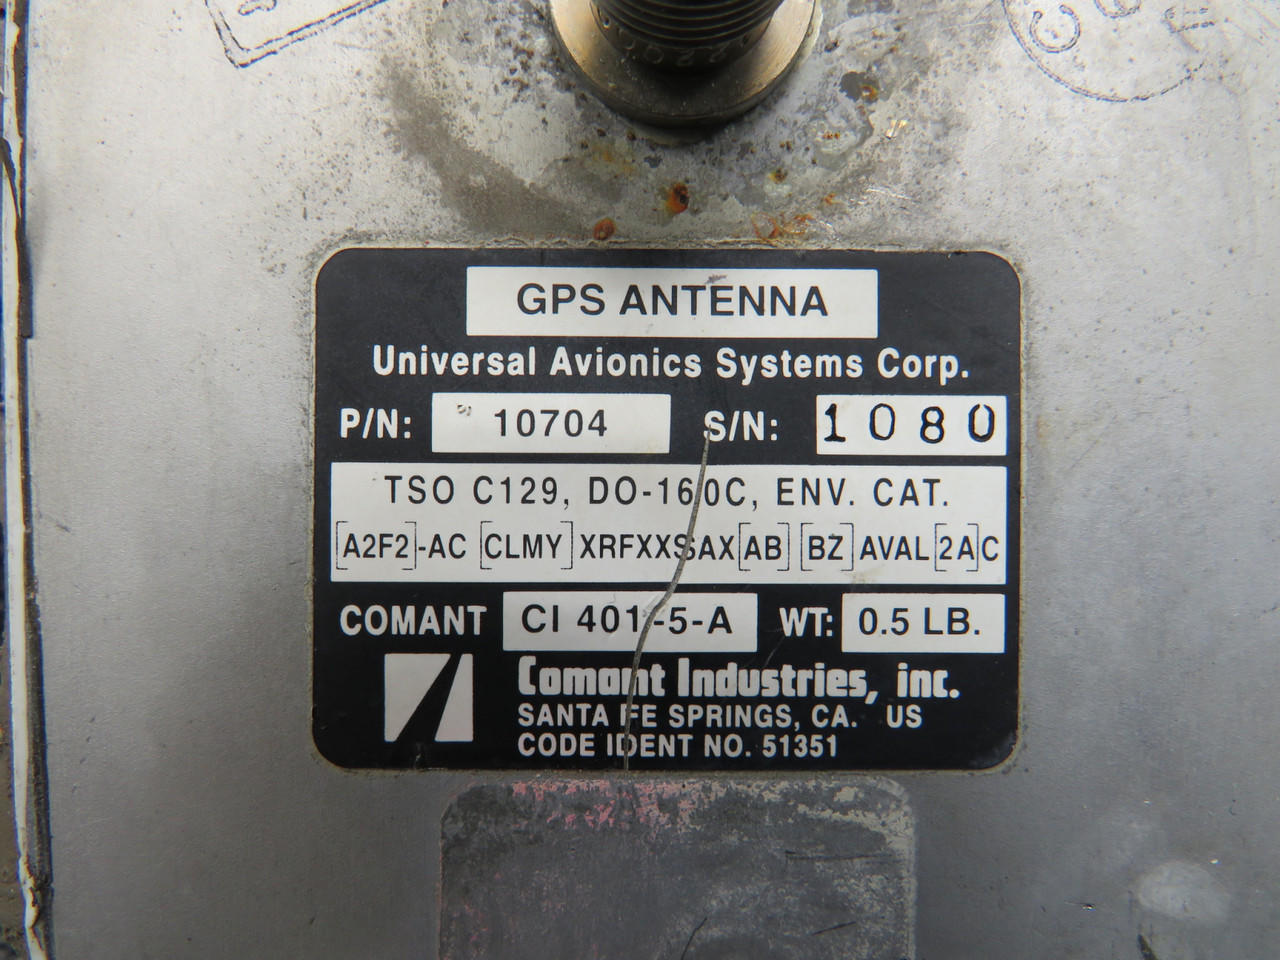 GPS ANTENNA
Universal Avionics Systems Corp.
P/N: 10704 S/N: 1080
TSO C129, DO-160C, ENV. CAT.
[A2F2]-AC [CLMY] XRFXXSAX[AB] [BZ] AVAL [2A]C
COMANT CI 401-5-A WT: 0.5 LB.
Comant Industries, inc.
SANTA FE SPRINGS, CA. US
CODE IDENT NO. 51351